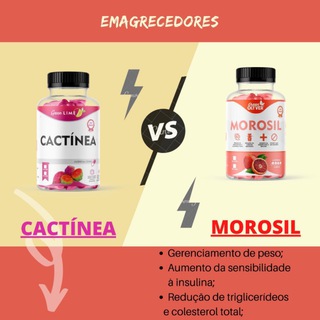 EMAGRECEDORES
CACTÍNEA
VS
MOROSIL
CACTÍNEA
MOROSIL
• Gerenciamento de peso;
• Aumento da sensibilidade
à insulina;
• Redução de triglicerídeos
e colesterol total;